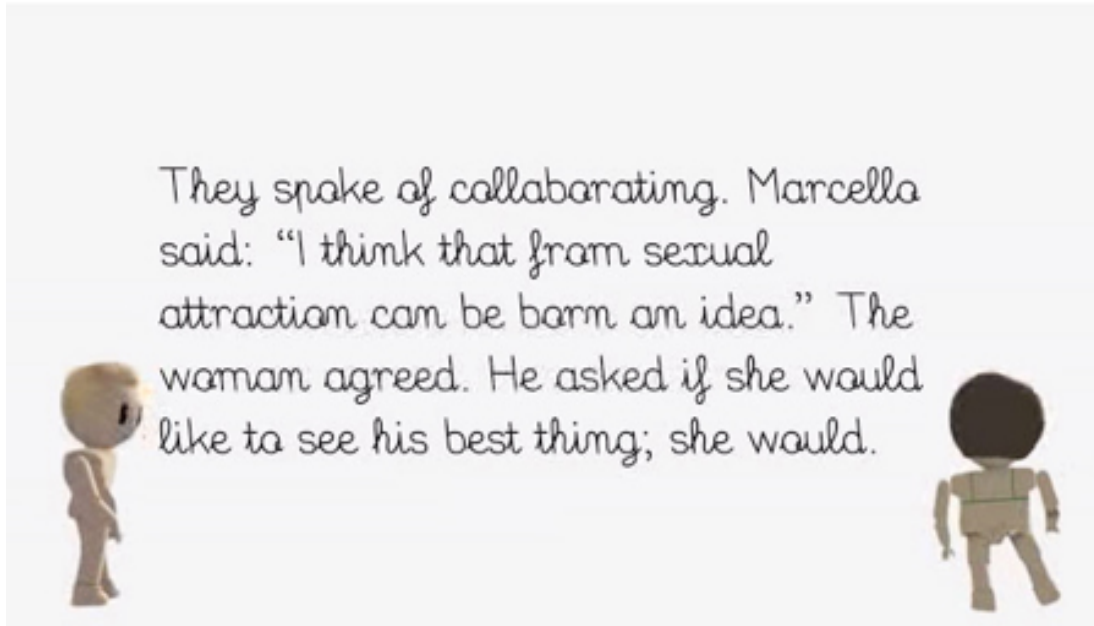 They spoke of collaborating. Marcello
said: “I think that from sexual
attraction can be born an idea.” The
woman agreed. He asked if she would
like to see his best thing; she would.